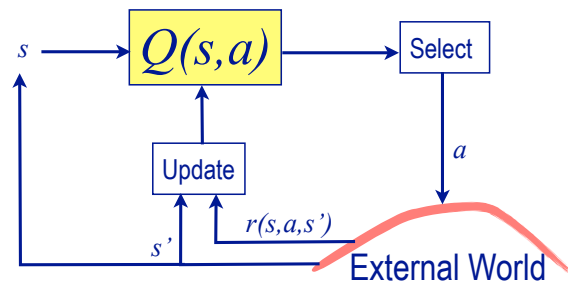 s
Q(s,a)
Select
Update
a
r(s,a,s’)
s’
External World